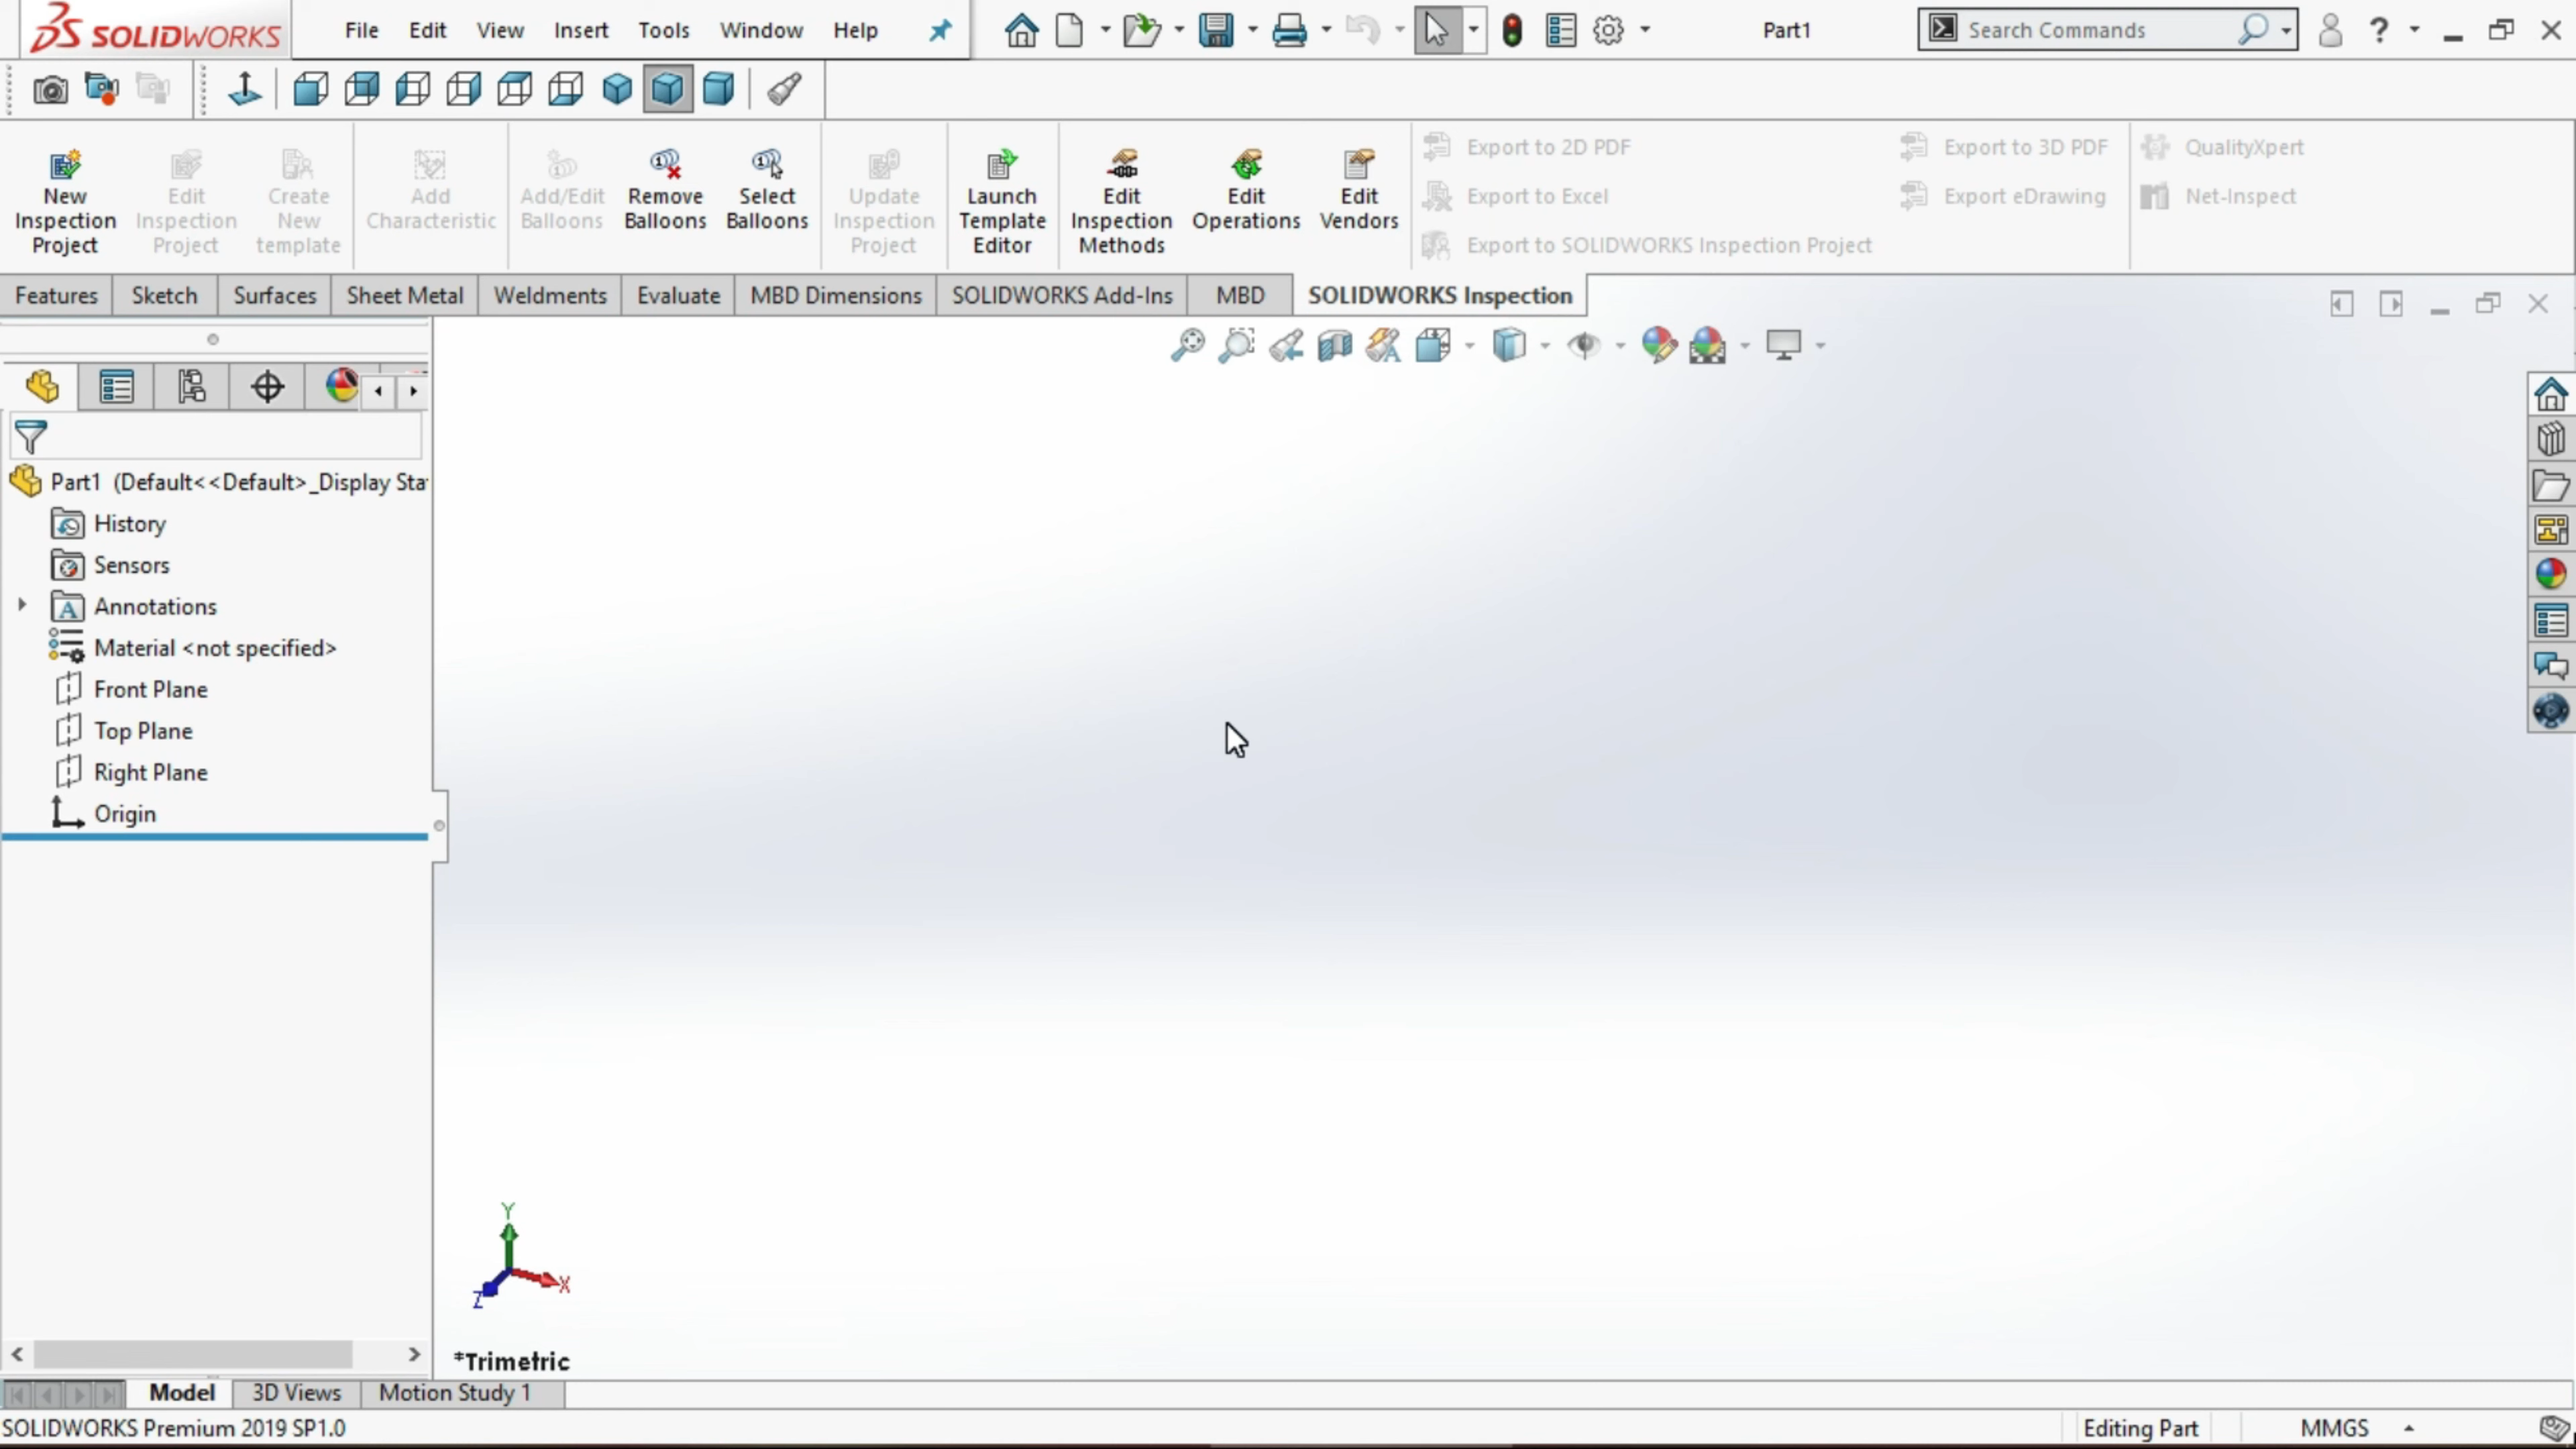 SOLIDWORKS File Edit View Insert Tools Window Help Part1 Search Commands ?
New Inspection Project
Edit Inspection Project
Create New template
Add Characteristic
Add/Edit Balloons
Remove Balloons
Select Balloons
Update Inspection Project
Launch Template Editor
Edit Inspection Methods
Edit Operations
Edit Vendors
Export to 2D PDF
Export to Excel
Export to SOLIDWORKS Inspection Project
Export to 3D PDF
Export eDrawing
QualityXpert
Net-Inspect
Features Sketch Surfaces Sheet Metal Weldments Evaluate MBD Dimensions SOLIDWORKS Add-Ins MBD SOLIDWORKS Inspection
Part1 (Default<<Default>_Display Sta
History
Sensors
Annotations
Material <not specified>
Front Plane
Top Plane
Right Plane
Origin
Y
X
Z
*Trimetric
Model 3D Views Motion Study 1
SOLIDWORKS Premium 2019 SP1.0 Editing Part MMGS